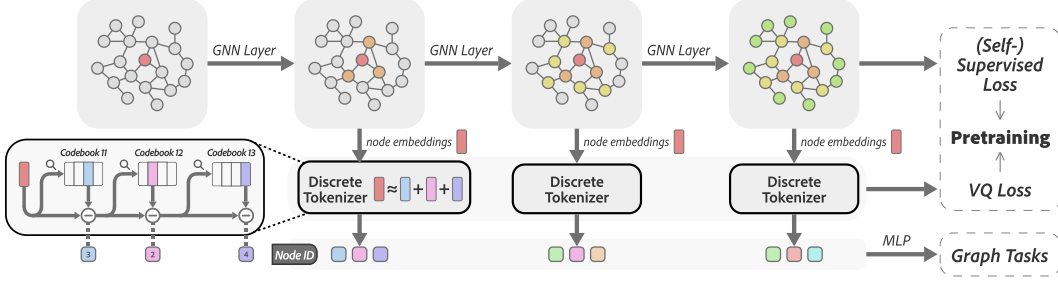 GNN Layer
GNN Layer
GNN Layer
(Self-)
Supervised
Loss
Pretraining
VQ Loss
node embeddings
node embeddings
node embeddings
Codebook 11
Codebook 12
Codebook 13
Discrete
Tokenizer
≈ + +
Discrete
Tokenizer
Discrete
Tokenizer
3
2
4
Node ID
MLP
Graph Tasks